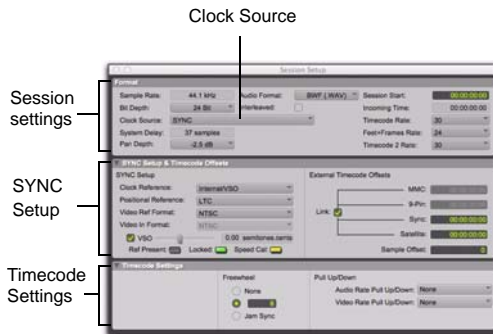 Clock Source
Session Setup
Session settings
Format
Sample Rate: 44.1 kHz Audio Format: BWF (.WAV) Session Start: 00:00:00:00
Bit Depth: 24 Bit Interleaved: Incoming Time: 00:00:00:00
Clock Source: SYNC Timecode Rate: 30
System Delay: 37 samples Feet+Frames Rate: 24
Pan Depth: -2.5 dB Timecode 2 Rate: 30
SYNC Setup
SYNC Setup & Timecode Offsets
SYNC Setup External Timecode Offsets
Clock Reference: Internal/VSO MMC:
Positional Reference: LTC 9-Pin:
Video Ref Format: NTSC Link: Sync: 00:00:00:00
Video In Format: NTSC Satellite: 00:00:00:00
VSO 0.00 semitones.cents Sample Offset: 0
Ref Present: Locked: Speed Cal:
Timecode Settings
Timecode Settings
Freewheel Pull Up/Down
None Audio Rate Pull Up/Down: None
Video Rate Pull Up/Down: None
Jam Sync